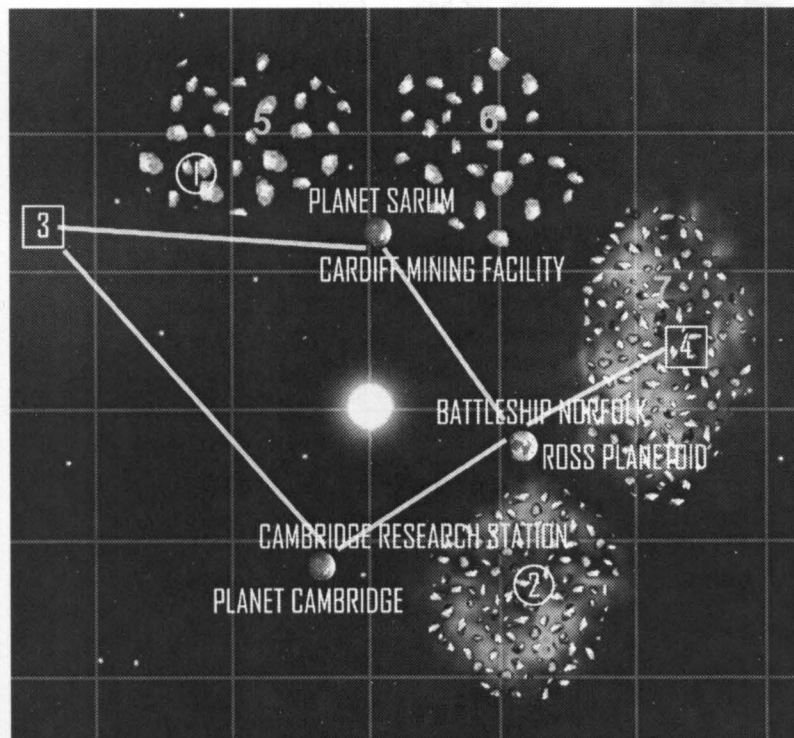 5
6
1
PLANET SARUM
3
CARDIFF MINING FACILITY
7
4
BATTLESHIP NORFOLK
ROSS PLANETOID
CAMBRIDGE RESEARCH STATION
2
PLANET CAMBRIDGE